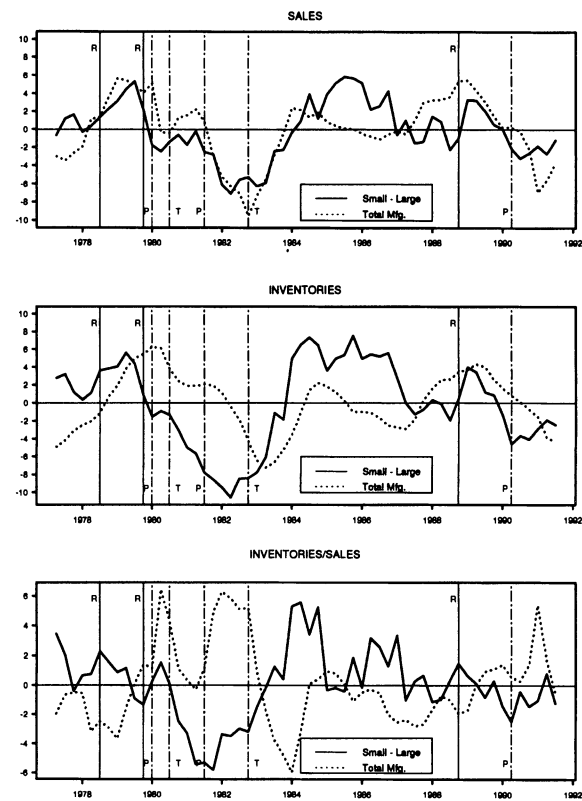 SALES
10
8
6
4
2
0
-2
-4
-6
-8
-10
R R R
P T P T P
Small - Large
Total Mfg.
1978 1980 1982 1984 1986 1988 1990 1992
INVENTORIES
10
8
6
4
2
0
-2
-4
-6
-8
-10
R R R
P T P T P
Small - Large
Total Mfg.
1978 1980 1982 1984 1986 1988 1990 1992
INVENTORIES/SALES
6
4
2
0
-2
-4
-6
R R R
P T P T P
Small - Large
Total Mfg.
1978 1980 1982 1984 1986 1988 1990 1992